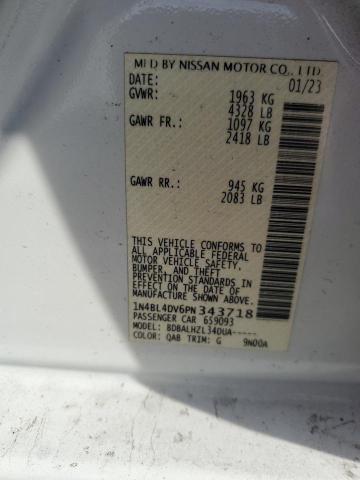 MFD BY NISSAN MOTOR CO., LTD.
DATE: 01/23
GVWR: 1963 KG
4328 LB
GAWR FR.: 1097 KG
2418 LB
GAWR RR.: 945 KG
2083 LB
THIS VEHICLE CONFORMS TO
ALL APPLICABLE FEDERAL
MOTOR VEHICLE SAFETY,
BUMPER, AND THEFT
PREVENTION STANDARDS
IN EFFECT ON THE DATE OF
MANUFACTURE SHOWN ABOVE.
1N4BL4DV6PN343718
PASSENGER CAR 659093
MODEL: BDBALHZL34DUA-----
COLOR: QAB TRIM: G 9N00A